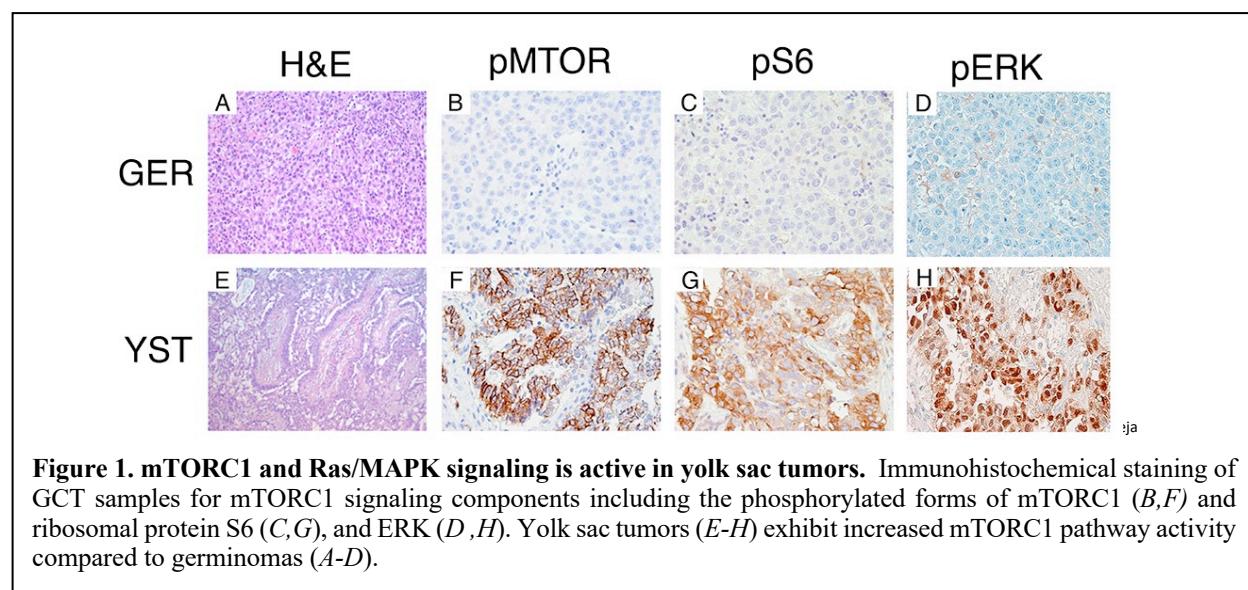 H&E pMTOR pS6 pERK
A B C D
GER
E F G H
YST
eja
Figure 1. mTORC1 and Ras/MAPK signaling is active in yolk sac tumors. Immunohistochemical staining of
GCT samples for mTORC1 signaling components including the phosphorylated forms of mTORC1 (B,F) and
ribosomal protein S6 (C,G), and ERK (D ,H). Yolk sac tumors (E-H) exhibit increased mTORC1 pathway activity
compared to germinomas (A-D).